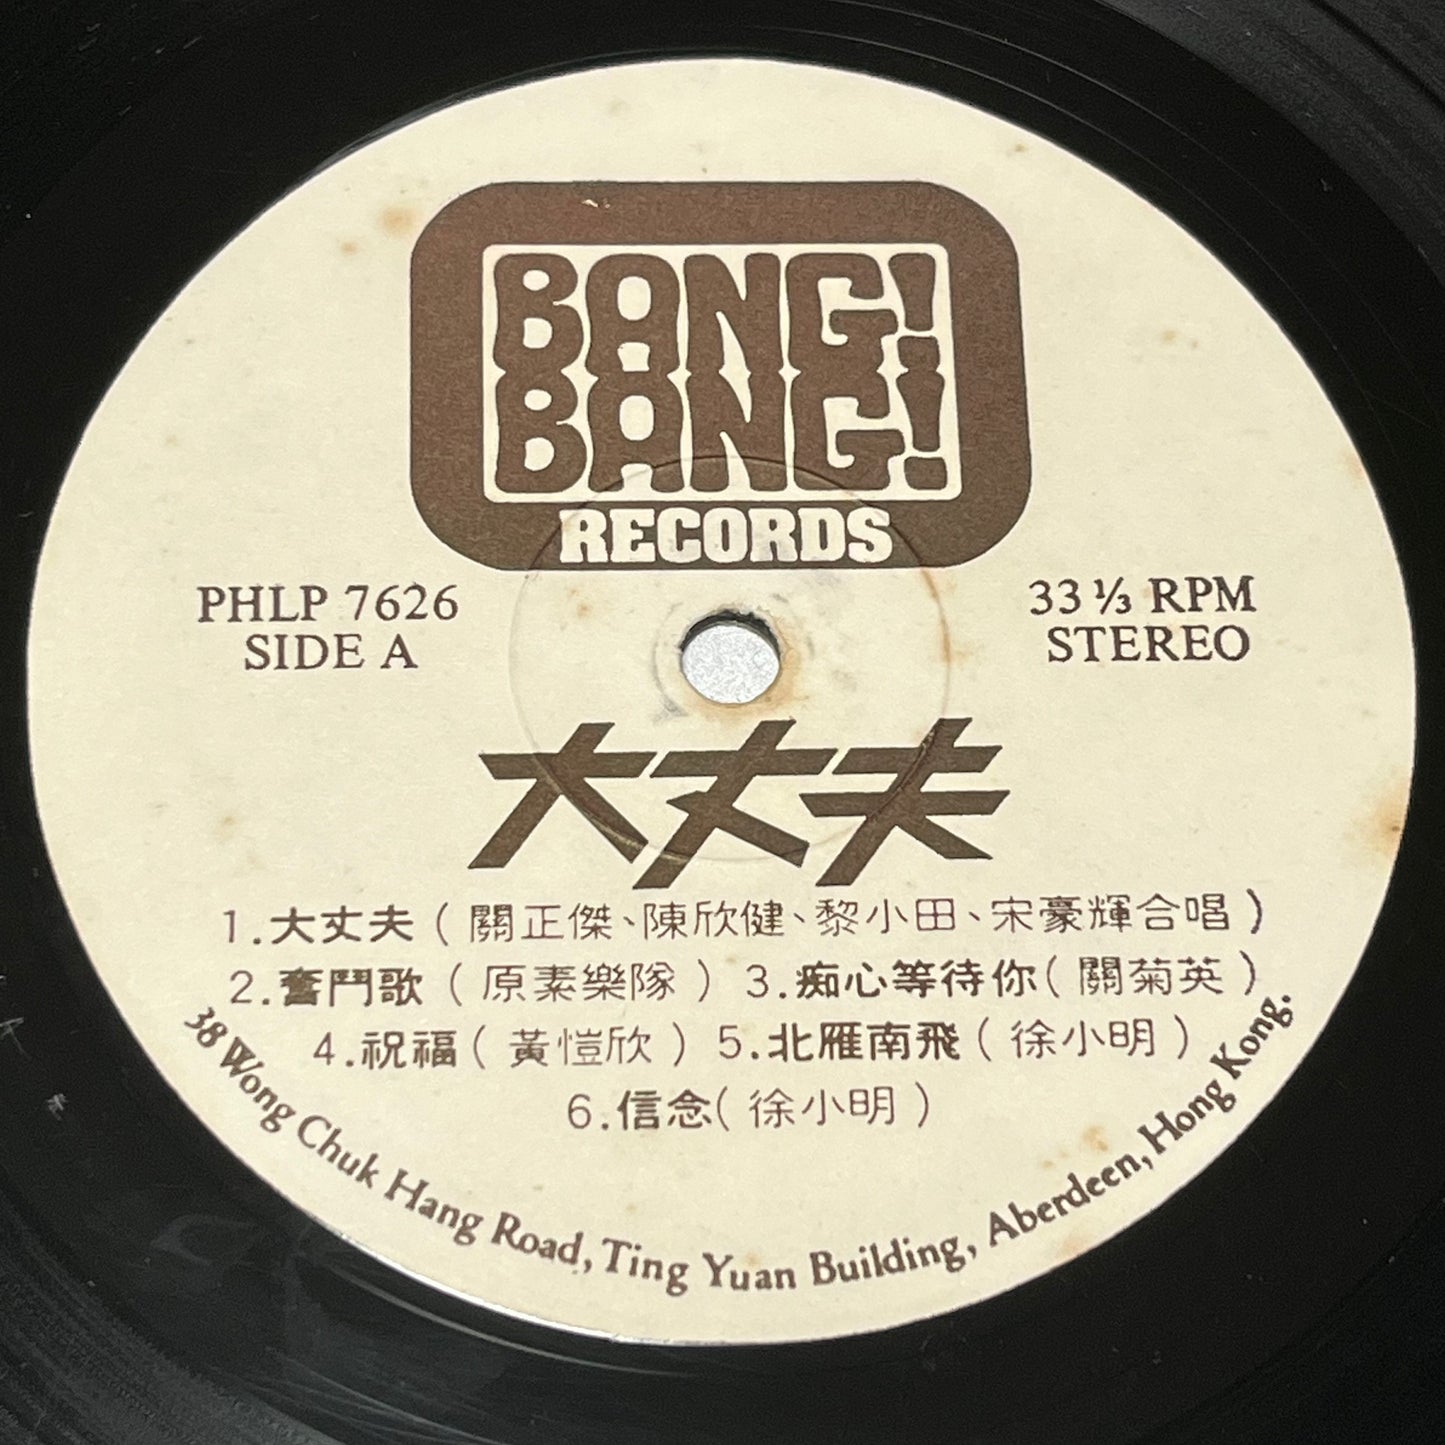 BANG!
BANG!
RECORDS
PHLP 7626
SIDE A
33 ⅓ RPM
STEREO
大丈夫
1.大丈夫(關正傑、陳欣健、黎小田、宋豪輝合唱)
2.奮鬥歌(原素樂隊) 3.痴心等待你(關菊英)
4.祝福(黃愷欣) 5.北雁南飛(徐小明)
6.信念(徐小明)
38 Wong Chuk Hang Road, Ting Yuan Building, Aberdeen, Hong Kong.